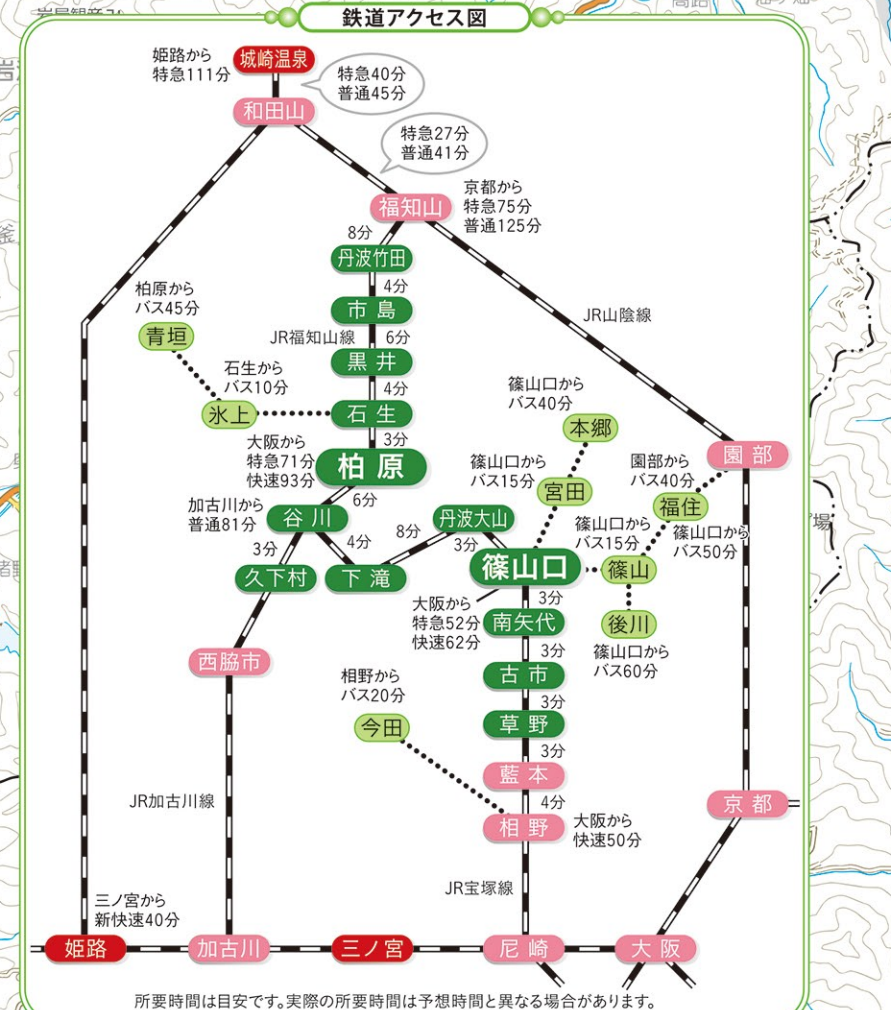 鉄道アクセス図
姫路から
特急111分
城崎温泉
特急40分
普通45分
和田山
特急27分
普通41分
福知山
京都から
特急75分
普通125分
8分
丹波竹田
4分
市島
JR福知山線
6分
黒井
4分
石生
3分
柏原
柏原から
バス45分
青垣
石生から
バス10分
氷上
大阪から
特急71分
快速93分
JR山陰線
篠山口から
バス40分
本郷
篠山口から
バス15分
宮田
園部から
バス40分
園部
福住
篠山口から
バス50分
6分
加古川から
普通81分
谷川
丹波大山
8分
3分
4分
3分
久下村
下滝
篠山口
篠山口から
バス15分
篠山
後川
篠山口から
バス60分
大阪から
特急52分
快速62分
3分
南矢代
3分
古市
3分
草野
3分
藍本
4分
相野
大阪から
快速50分
西脇市
相野から
バス20分
今田
京都
JR加古川線
JR宝塚線
三ノ宮から
新快速40分
姫路
加古川
三ノ宮
尼崎
大阪
所要時間は目安です。実際の所要時間は予想時間と異なる場合があります。
場